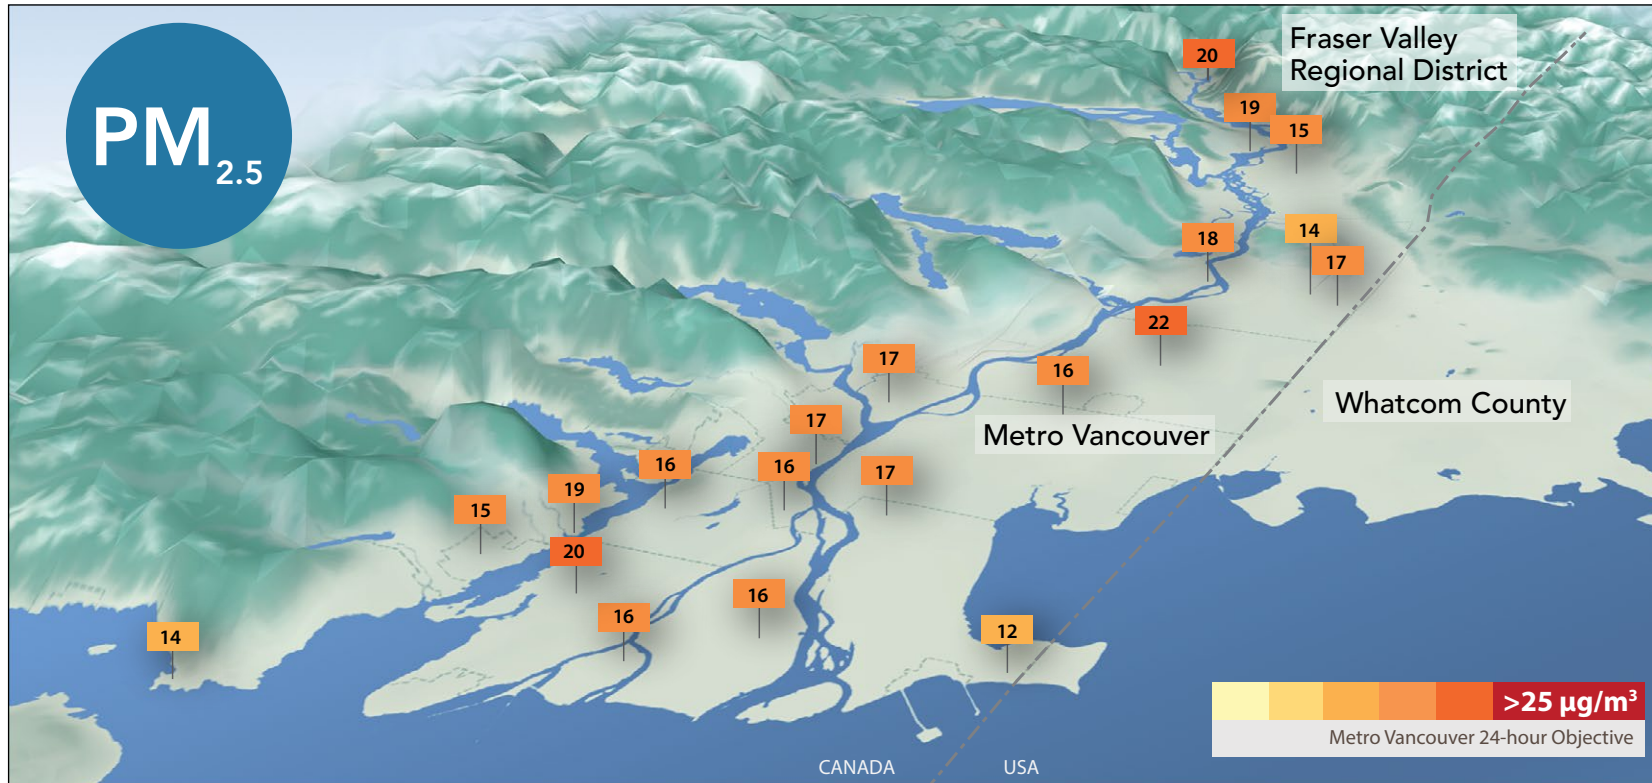 PM2.5
Fraser Valley
Regional District
20
19
15
18
14
17
22
17
16
Whatcom County
17
Metro Vancouver
16
16
17
19
15
20
16
16
12
14
>25 µg/m³
Metro Vancouver 24-hour Objective
CANADA
USA